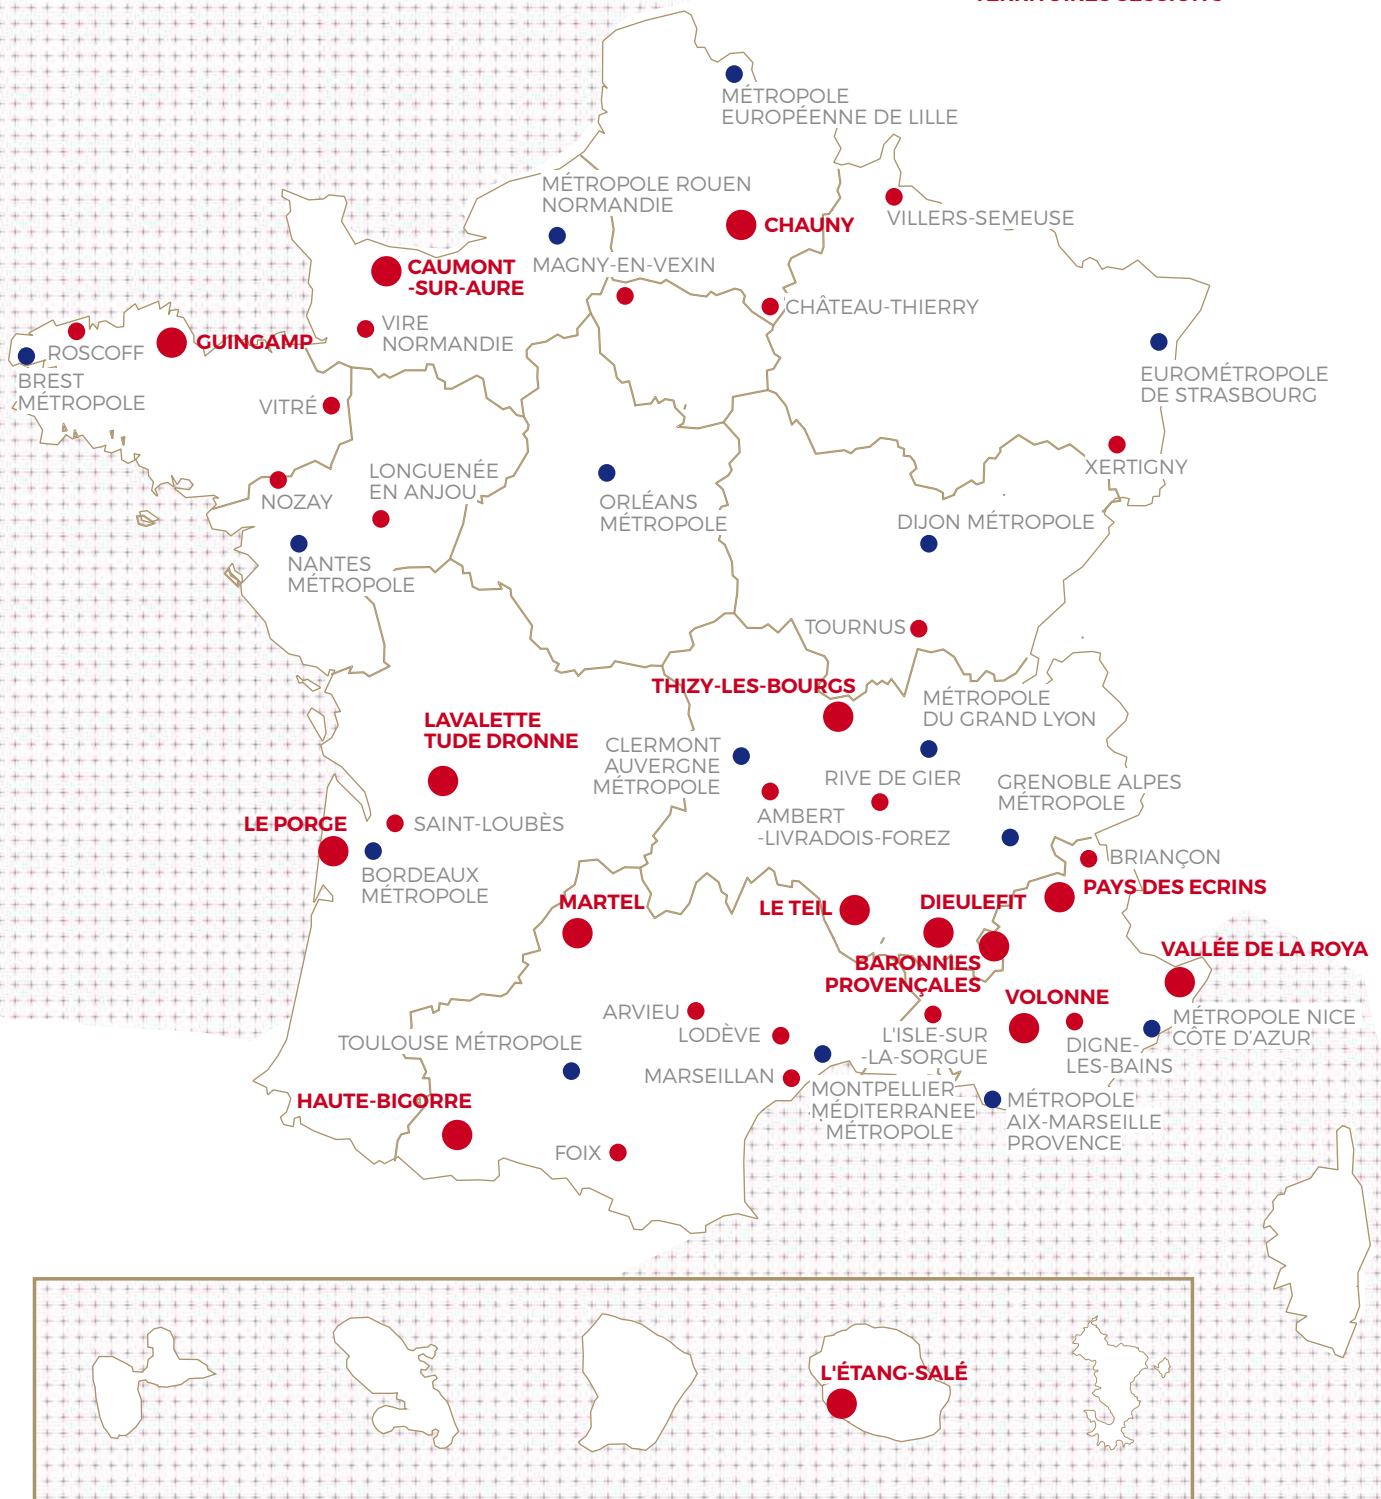 MÉTROPOLE
EUROPÉENNE DE LILLE
MÉTROPOLE ROUEN
NORMANDIE
VILLERS-SEMEUSE
CHAUNY
CAUMONT
-SUR-AURE
MAGNY-EN-VEXIN
CHÂTEAU-THIERRY
VIRE
NORMANDIE
GUINGAMP
ROSCOFF
BREST
MÉTROPOLE
EUROMÉTROPOLE
DE STRASBOURG
VITRÉ
XERTIGNY
LONGUENÉE
EN ANJOU
NOZAY
ORLÉANS
MÉTROPOLE
DIJON MÉTROPOLE
NANTES
MÉTROPOLE
TOURNUS
THIZY-LES-BOURGS
MÉTROPOLE
DU GRAND LYON
LAVALETTE
TUDE DRONNE
CLERMONT
AUVERGNE
MÉTROPOLE
RIVE DE GIER
GRENOBLE ALPES
MÉTROPOLE
AMBERT
-LIVRADOIS-FOREZ
LE PORGE
SAINT-LOUBÈS
BORDEAUX
MÉTROPOLE
BRIANÇON
PAYS DES ECRINS
MARTEL
LE TEIL
DIEULEFIT
BARONNIES
PROVENÇALES
VALLÉE DE LA ROYA
VOLONNE
ARVIEU
LODÈVE
L'ISLE-SUR
-LA-SORGUE
DIGNE-
LES-BAINS
MÉTROPOLE NICE
CÔTE D'AZUR
TOULOUSE MÉTROPOLE
MARSEILLAN
MONTPELLIER
MÉDITERRANEE
MÉTROPOLE
MÉTROPOLE
AIX-MARSEILLE
PROVENCE
HAUTE-BIGORRE
FOIX
L'ÉTANG-SALÉ